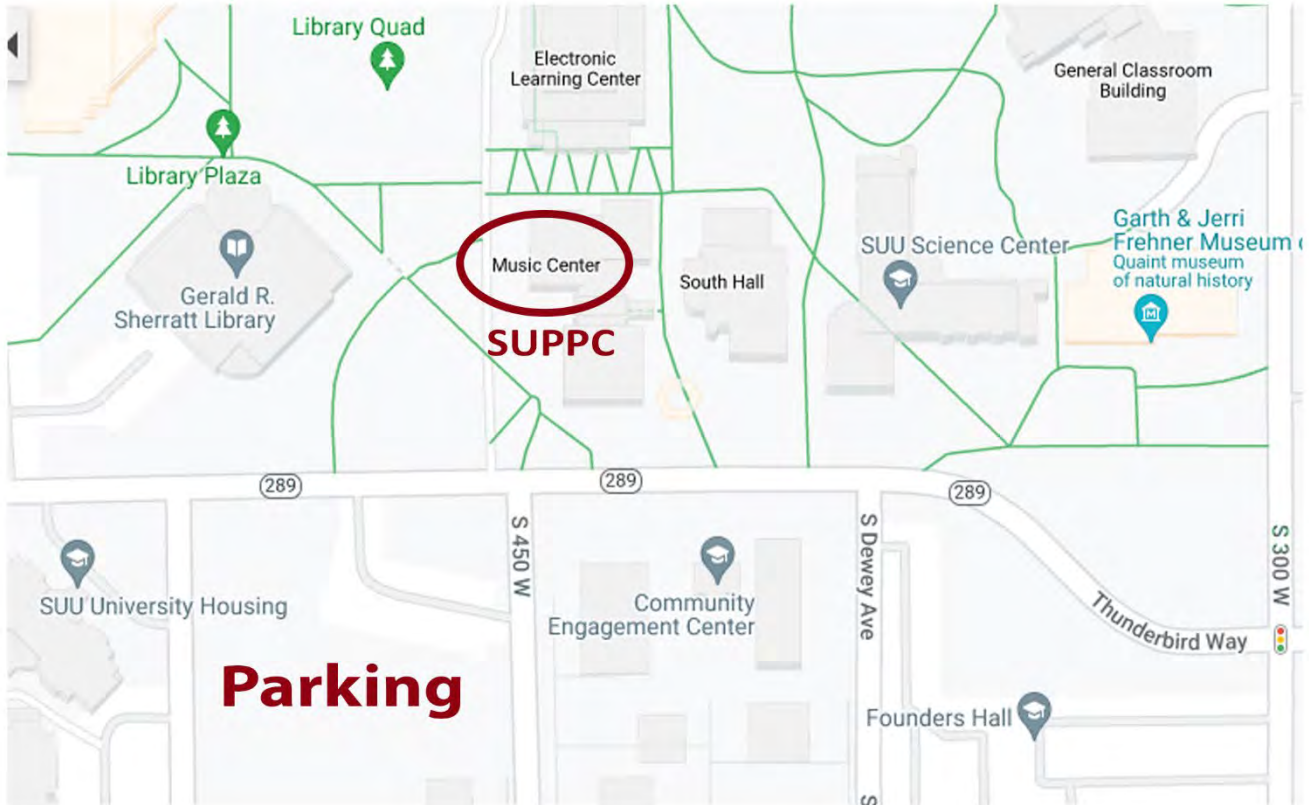 Library Quad
Electronic
Learning Center
General Classroom
Building
Library Plaza
Garth & Jerri
Frehner Museum
Quaint museum
of natural history
SUU Science Center
Music Center
South Hall
Gerald R.
Sherratt Library
SUPPC
289
289
289
S 450 W
S Dewey Ave
S 300 W
SUU University Housing
Community
Engagement Center
Thunderbird Way
Parking
Founders Hall